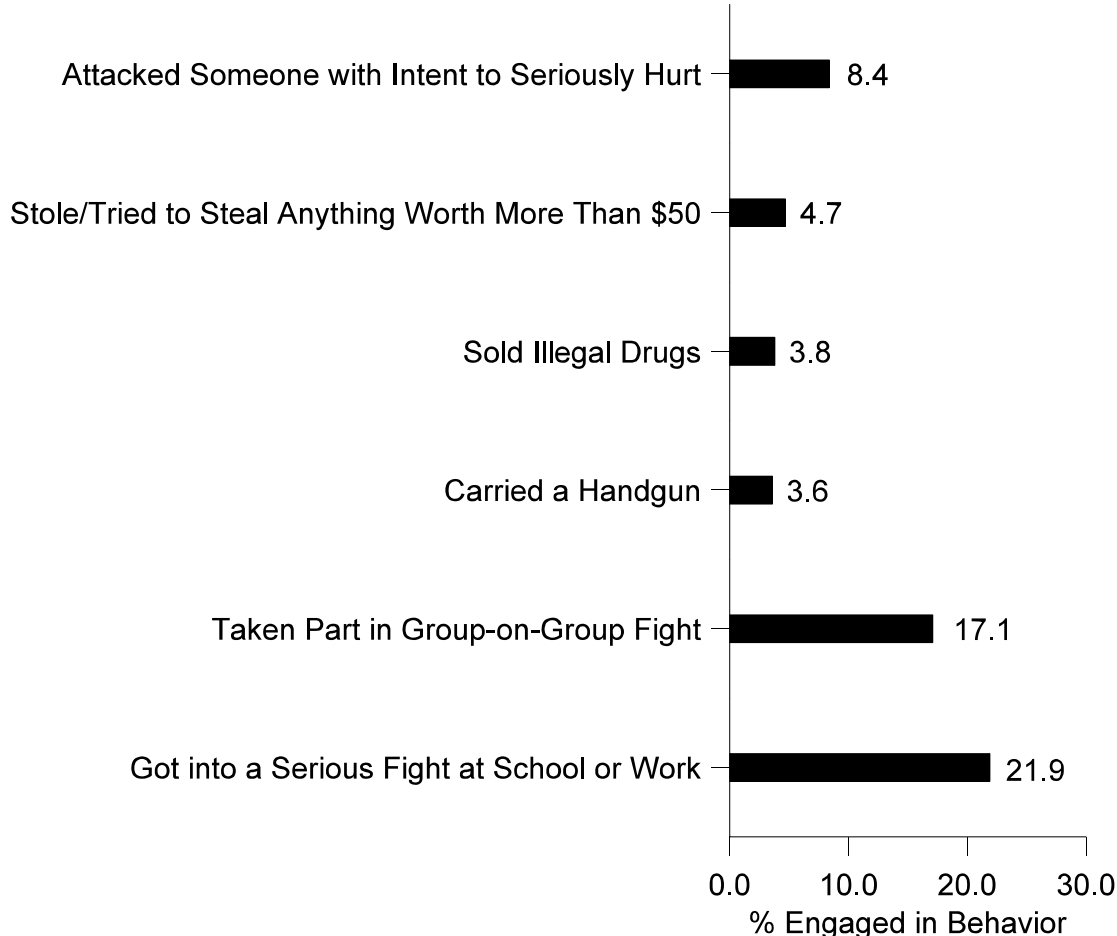 Attacked Someone with Intent to Seriously Hurt 8.4
Stole/Tried to Steal Anything Worth More Than $50 4.7
Sold Illegal Drugs 3.8
Carried a Handgun 3.6
Taken Part in Group-on-Group Fight 17.1
Got into a Serious Fight at School or Work 21.9
0.0 10.0 20.0 30.0
% Engaged in Behavior